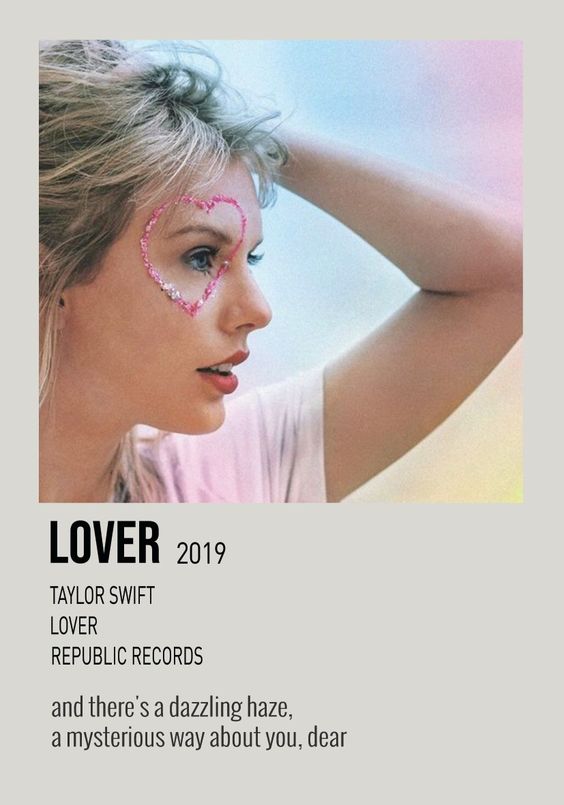 LOVER 2019
TAYLOR SWIFT
LOVER
REPUBLIC RECORDS
and there's a dazzling haze,
a mysterious way about you, dear